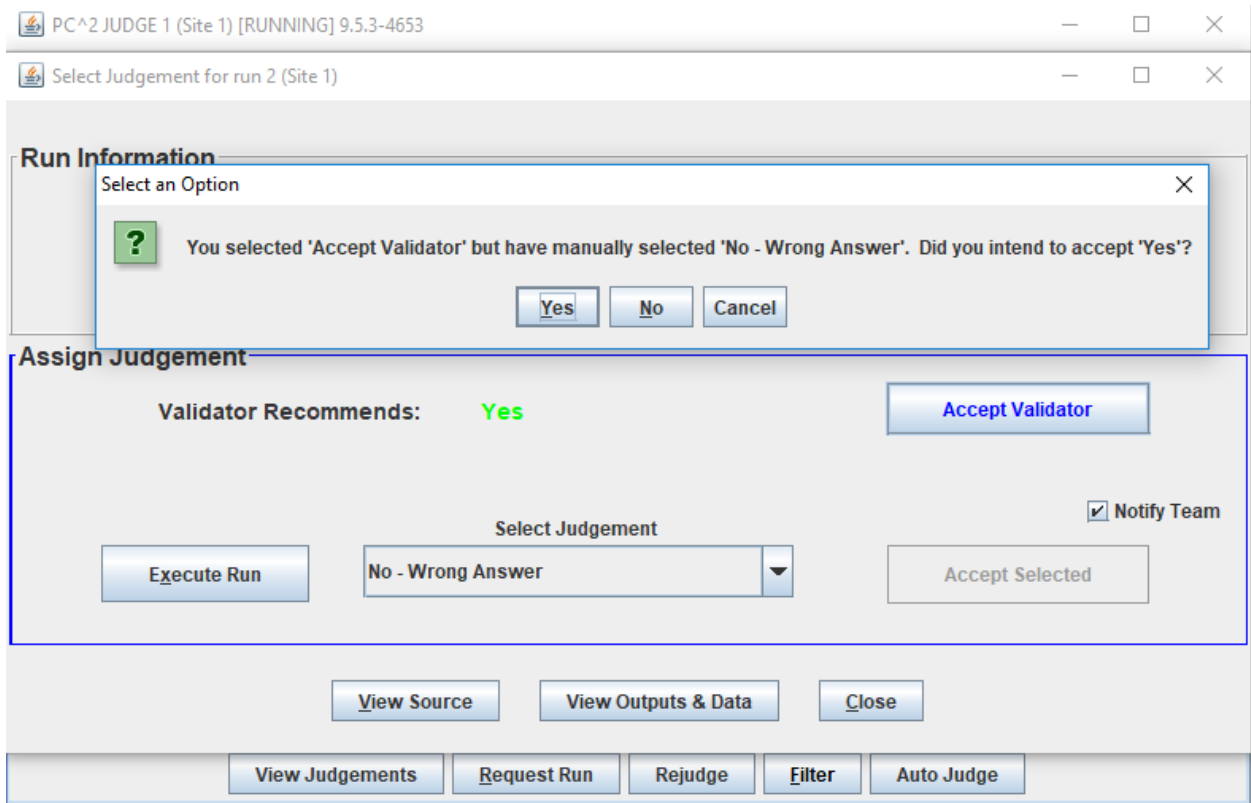 PC^2 JUDGE 1 (Site 1) [RUNNING] 9.5.3-4653
Select Judgement for run 2 (Site 1)
Run Information
Select an Option
? You selected 'Accept Validator' but have manually selected 'No - Wrong Answer'. Did you intend to accept 'Yes'?
Yes No Cancel
Assign Judgement
Validator Recommends: Yes Accept Validator
Notify Team
Select Judgement
Execute Run No - Wrong Answer Accept Selected
View Source View Outputs & Data Close
View Judgements Request Run Rejudge Filter Auto Judge